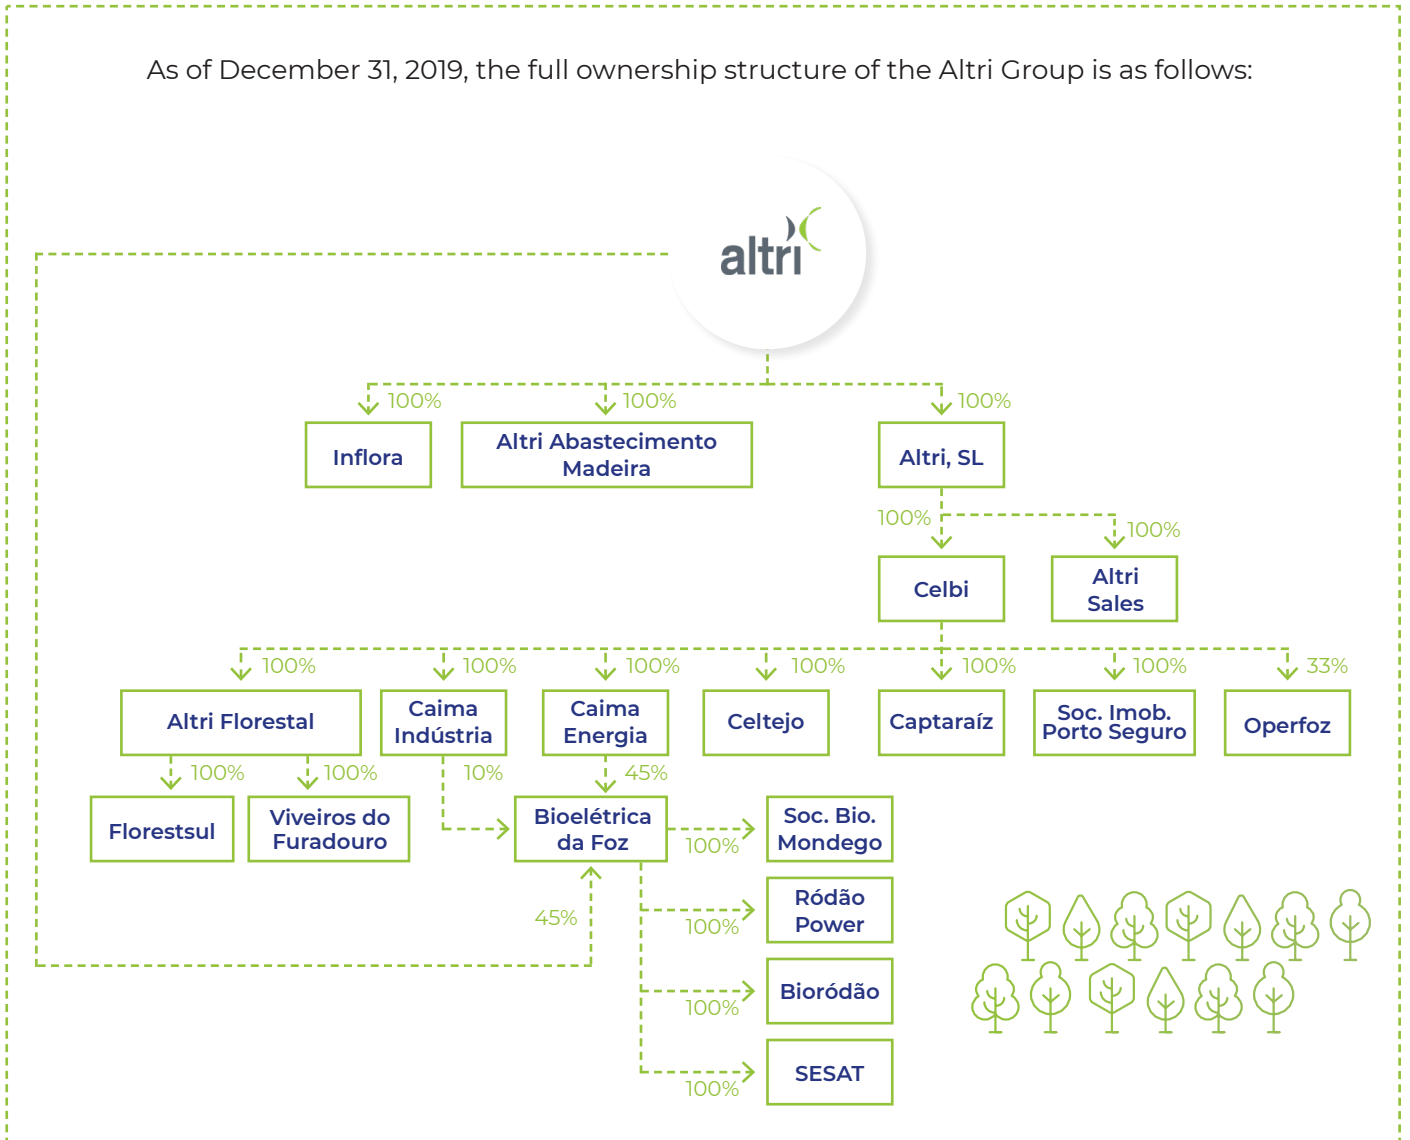 As of December 31, 2019, the full ownership structure of the Altri Group is as follows:
altri
100%
100%
100%
Inflora
Altri Abastecimento
Madeira
Altri, SL
100%
100%
Celbi
Altri
Sales
100%
100%
100%
100%
100%
100%
33%
Altri Florestal
Caima
Indústria
Caima
Energia
Celtejo
Captaraíz
Soc. Imob.
Porto Seguro
Operfoz
100%
100%
10%
45%
Florestsul
Viveiros do
Furadouro
Bioelétrica
da Foz
100%
Soc. Bio.
Mondego
45%
100%
Ródão
Power
100%
Bioródão
100%
SESAT